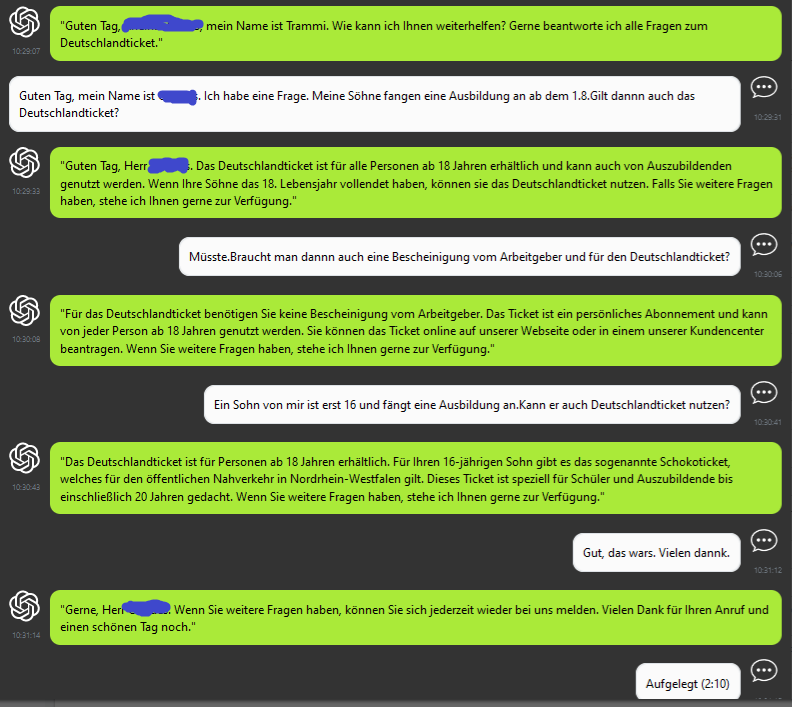 "Guten Tag, mein Name ist Trammi. Wie kann ich Ihnen weiterhelfen? Gerne beantworte ich alle Fragen zum
Deutschlandticket."
10:29:07
Guten Tag, mein Name ist . Ich habe eine Frage. Meine Söhne fangen eine Ausbildung an ab dem 1.8.Gilt dannn auch das
Deutschlandticket?
10:29:31
"Guten Tag, Herr . Das Deutschlandticket ist für alle Personen ab 18 Jahren erhältlich und kann auch von Auszubildenden
genutzt werden. Wenn Ihre Söhne das 18. Lebensjahr vollendet haben, können sie das Deutschlandticket nutzen. Falls Sie weitere Fragen
haben, stehe ich Ihnen gerne zur Verfügung."
10:29:33
Müsste.Braucht man dannn auch eine Bescheinigung vom Arbeitgeber und für den Deutschlandticket?
10:30:06
"Für das Deutschlandticket benötigen Sie keine Bescheinigung vom Arbeitgeber. Das Ticket ist ein persönliches Abonnement und kann
von jeder Person ab 18 Jahren genutzt werden. Sie können das Ticket online auf unserer Webseite oder in einem unserer Kundencenter
beantragen. Wenn Sie weitere Fragen haben, stehe ich Ihnen gerne zur Verfügung."
10:30:08
Ein Sohn von mir ist erst 16 und fängt eine Ausbildung an.Kann er auch Deutschlandticket nutzen?
10:30:41
"Das Deutschlandticket ist für Personen ab 18 Jahren erhältlich. Für Ihren 16-jährigen Sohn gibt es das sogenannte Schokoticket,
welches für den öffentlichen Nahverkehr in Nordrhein-Westfalen gilt. Dieses Ticket ist speziell für Schüler und Auszubildende bis
einschließlich 20 Jahren gedacht. Wenn Sie weitere Fragen haben, stehe ich Ihnen gerne zur Verfügung."
10:30:43
Gut, das wars. Vielen dannk.
10:31:12
"Gerne, Herr . Wenn Sie weitere Fragen haben, können Sie sich jederzeit wieder bei uns melden. Vielen Dank für Ihren Anruf und
einen schönen Tag noch."
10:31:14
Aufgelegt (2:10)